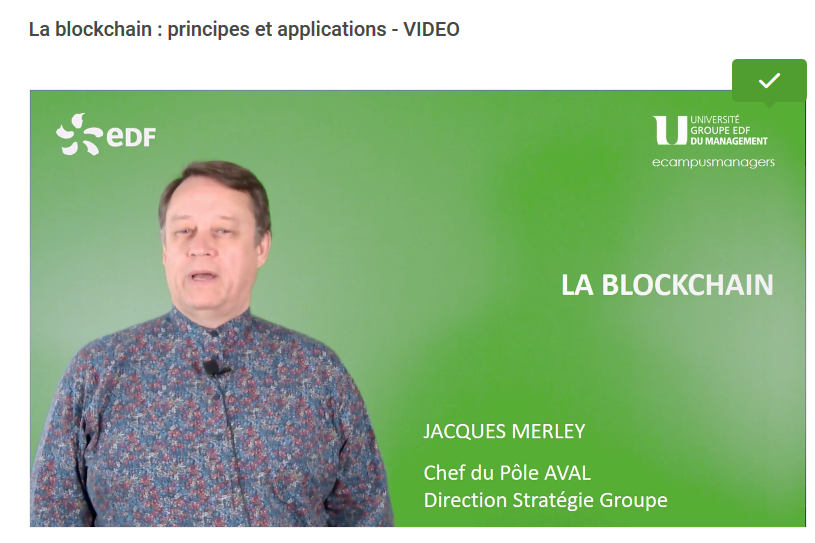 La blockchain : principes et applications - VIDEO
eDF
UNIVERSITÉ
GROUPE EDF
DU MANAGEMENT
ecampusmanagers
LA BLOCKCHAIN
JACQUES MERLEY
Chef du Pôle AVAL
Direction Stratégie Groupe